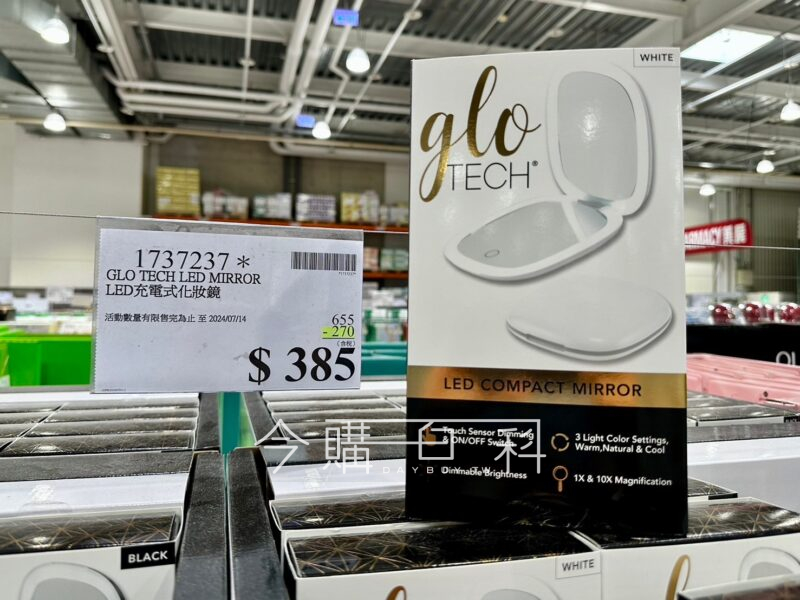 WHITE
glo
TECH®
1737237 *
GLO TECH LED MIRROR
LED充電式化妝鏡
活動數量有限售完為止 至 2024/07/14
655
-270
(含稅)
$ 385
LED COMPACT MIRROR
Touch Sensor Dimming
& ON/OFF Switch
3 Light Color Settings,
Warm, Natural & Cool
Dimmable Brightness
1X & 10X Magnification
今購百科
DAYBUY.TW
BLACK
WHITE